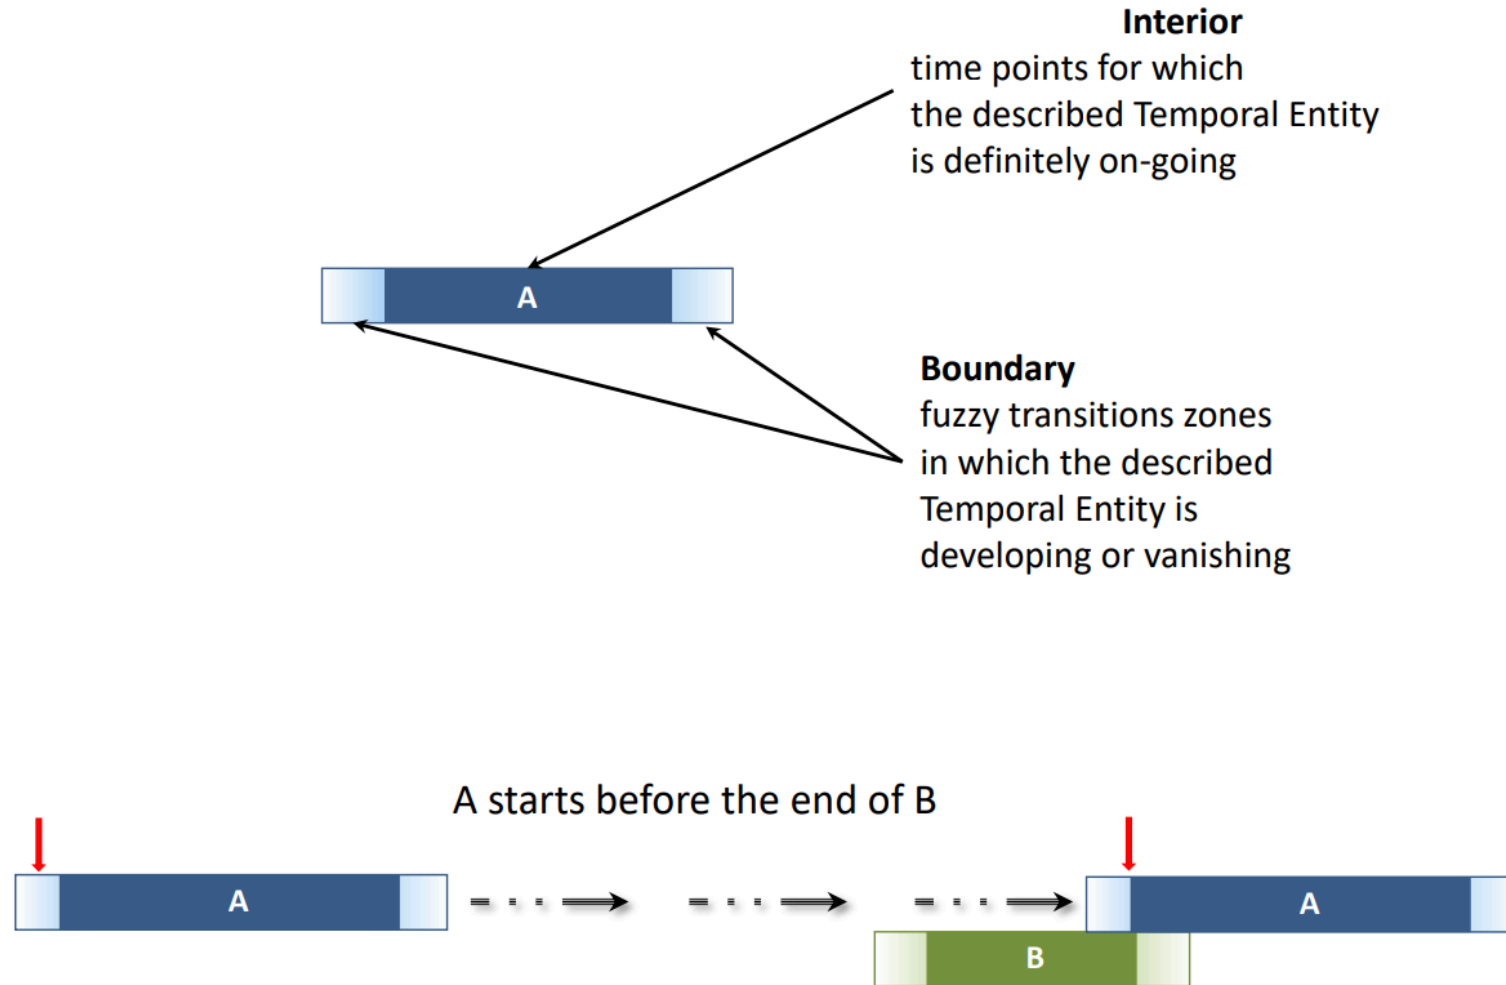 Interior
time points for which
the described Temporal Entity
is definitely on-going
A
Boundary
fuzzy transitions zones
in which the described
Temporal Entity is
developing or vanishing
A starts before the end of B
A
A
B